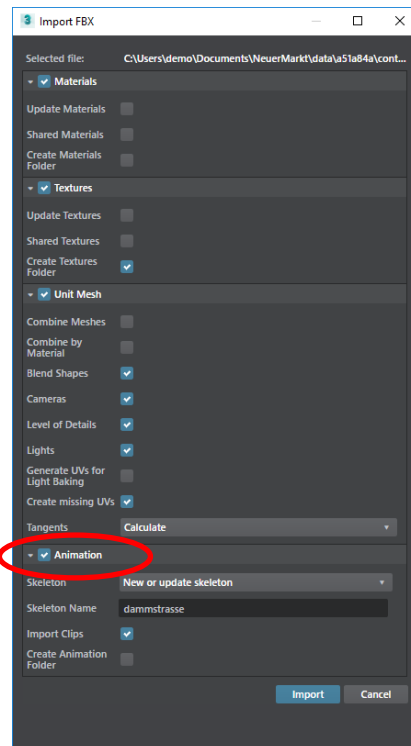 3 Import FBX
Selected file: C:\Users\demo\Documents\NeuerMarkt\data\a51a84a\cont...
Materials
Update Materials
Shared Materials
Create Materials
Folder
Textures
Update Textures
Shared Textures
Create Textures
Folder
Unit Mesh
Combine Meshes
Combine by
Material
Blend Shapes
Cameras
Level of Details
Lights
Generate UVs for
Light Baking
Create missing UVs
Tangents Calculate
Animation
Skeleton New or update skeleton
Skeleton Name dammstrasse
Import Clips
Create Animation
Folder
Import Cancel